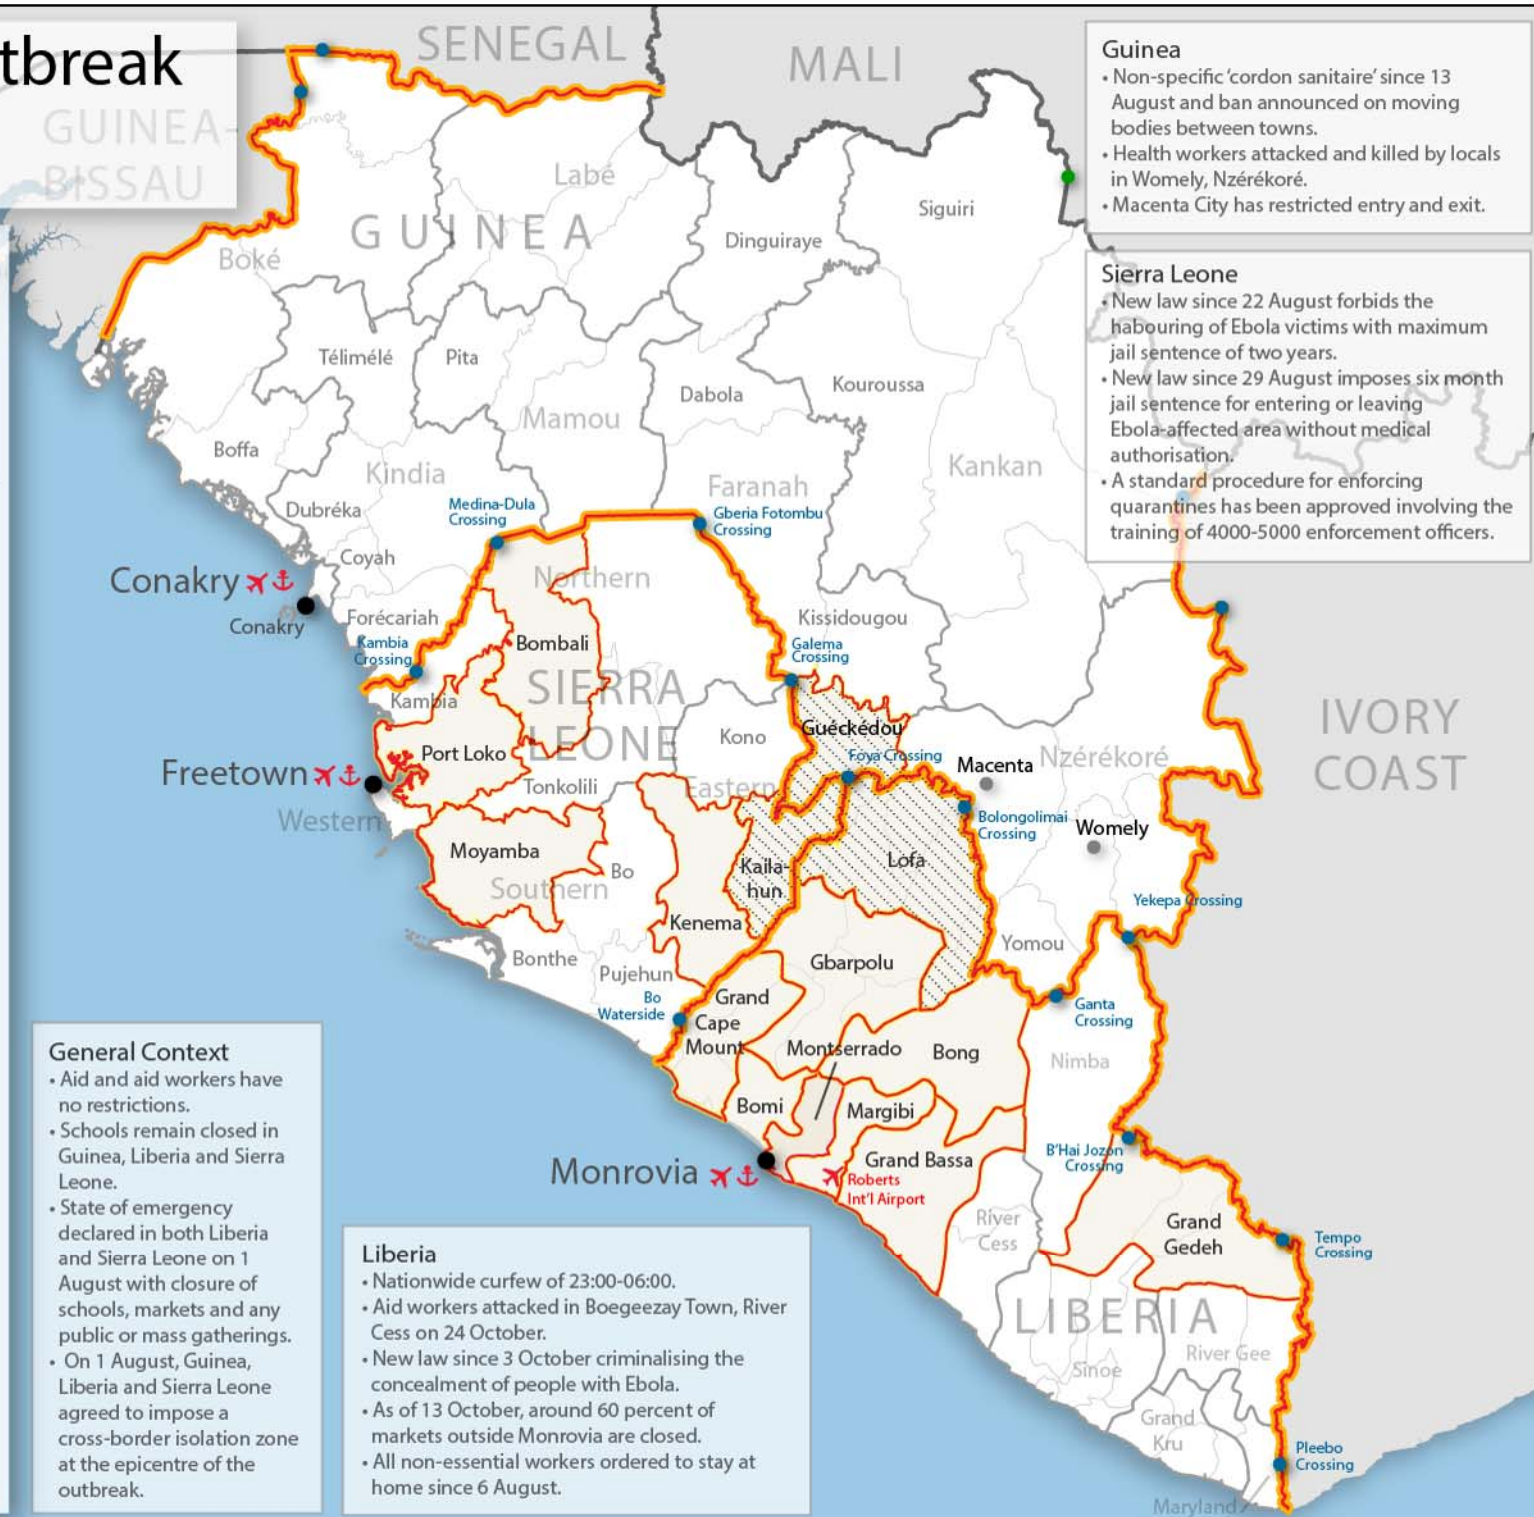 tbreak
SENEGAL
MALI
GUINEA-
BISSAU
Guinea
• Non-specific 'cordon sanitaire' since 13
August and ban announced on moving
bodies between towns.
• Health workers attacked and killed by locals
in Womely, Nzérékoré.
• Macenta City has restricted entry and exit.
Sierra Leone
• New law since 22 August forbids the
habouring of Ebola victims with maximum
jail sentence of two years.
• New law since 29 August imposes six month
jail sentence for entering or leaving
Ebola-affected area without medical
authorisation.
• A standard procedure for enforcing
quarantines has been approved involving the
training of 4000-5000 enforcement officers.
Labé
Siguiri
GUINEA
Dinguiraye
Boké
Télimélé
Pita
Dabola
Kouroussa
Mamou
Boffa
Kindia
Kankan
Faranah
Dubréka
Medina-Dula
Crossing
Gberia Fotombu
Crossing
Coyah
Conakry
Northern
Forécariah
Kissidougou
Conakry
Kambia
Crossing
Bombali
Galema
Crossing
Kambia
SIERRA
LEONE
IVORY
COAST
Guéckédou
Kono
Port Loko
Foya Crossing
Macenta
Nzérékoré
Freetown
Tonkolili
Eastern
Western
Bolongolimai
Crossing
Womely
Moyamba
Lofa
Bo
Kaila-
hun
Southern
Yekepa Crossing
Kenema
Yomou
Bonthe
Gbarpolu
Pujehun
Bo
Waterside
Grand
Cape
Mount
Ganta
Crossing
Montserrado
Bong
Nimba
Bomi
Margibi
B'Hai Jozon
Crossing
Grand Bassa
Monrovia
Roberts
Int'l Airport
River
Cess
Grand
Gedeh
Tempo
Crossing
LIBERIA
River Gee
Sinoe
Grand
Kru
Pleebo
Crossing
Maryland
General Context
• Aid and aid workers have
no restrictions.
• Schools remain closed in
Guinea, Liberia and Sierra
Leone.
• State of emergency
declared in both Liberia
and Sierra Leone on 1
August with closure of
schools, markets and any
public or mass gatherings.
• On 1 August, Guinea,
Liberia and Sierra Leone
agreed to impose a
cross-border isolation zone
at the epicentre of the
outbreak.
Liberia
• Nationwide curfew of 23:00-06:00.
• Aid workers attacked in Boegeezay Town, River
Cess on 24 October.
• New law since 3 October criminalising the
concealment of people with Ebola.
• As of 13 October, around 60 percent of
markets outside Monrovia are closed.
• All non-essential workers ordered to stay at
home since 6 August.